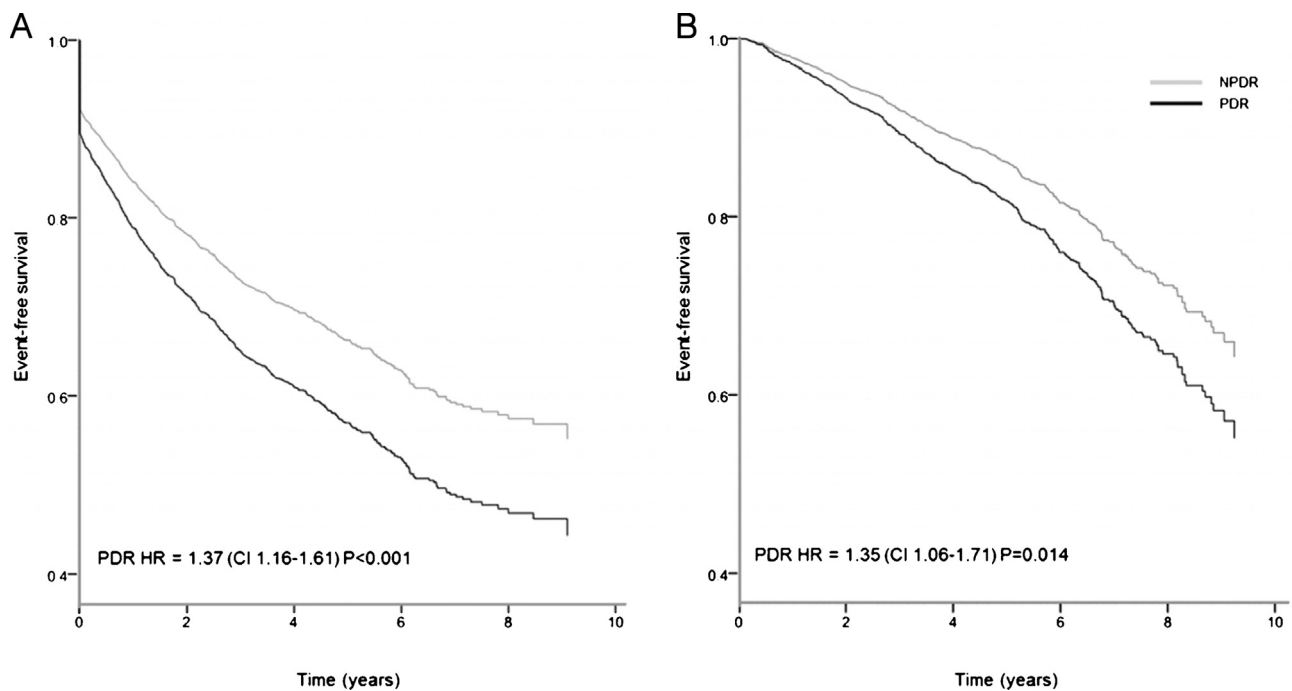 A
1 0
0 8
0 6
0 4
Event-free survival
PDR HR = 1.37 (CI 1.16-1.61) P<0.001
0 2 4 6 8 10
Time (years)
B
1.0
0 8
0 6
0 4
Event-free survival
NPDR
PDR
PDR HR = 1.35 (CI 1.06-1.71) P=0.014
0 2 4 6 8 10
Time (years)